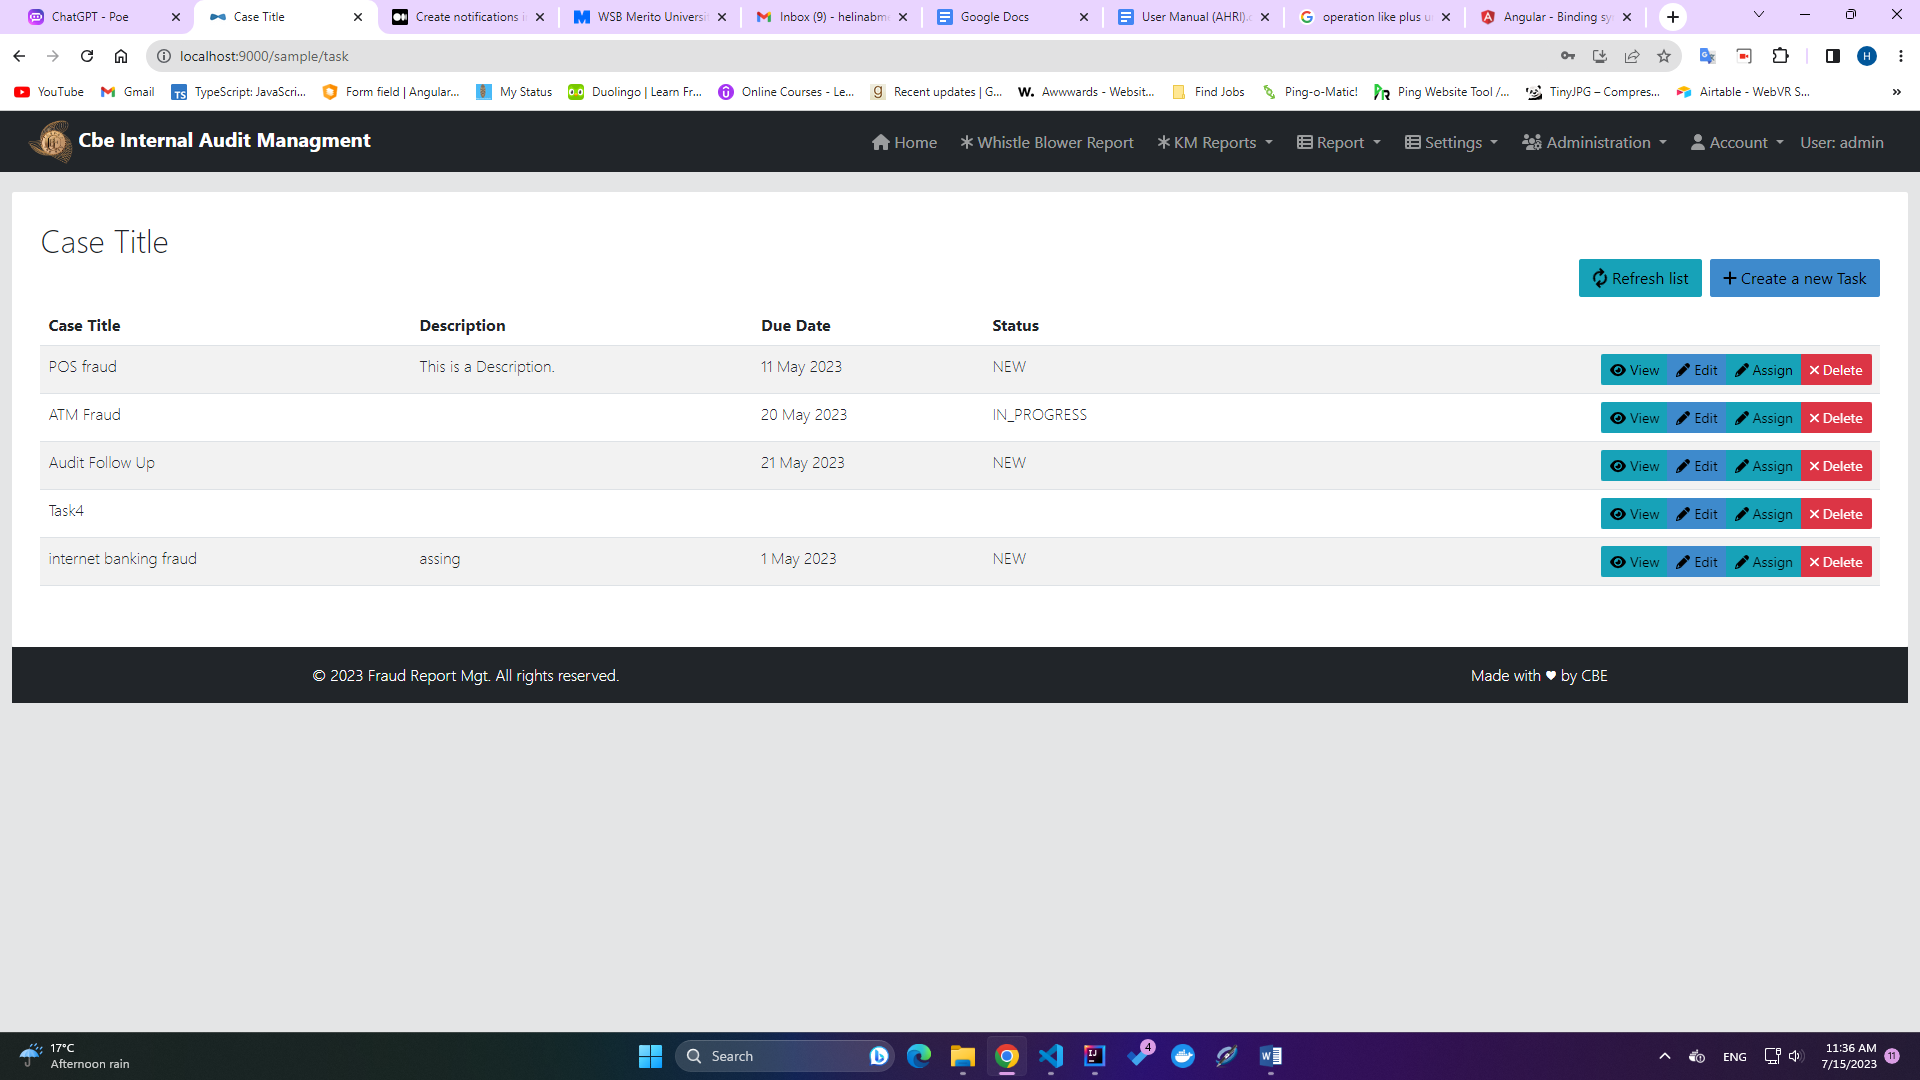 ChatGPT - Poe
Case Title
Create notifications i
WSB Merito Universit
Inbox (9) - helinabme
Google Docs
User Manual (AHRI).
operation like plus u
Angular - Binding sy
localhost:9000/sample/task
YouTube Gmail TypeScript: JavaScri... Form field | Angular... My Status Duolingo | Learn Fr... Online Courses - Le... Recent updates | G... Awwwards - Websit... Find Jobs Ping-o-Matic! Ping Website Tool /... TinyJPG – Compres... Airtable - WebVR S... »
Cbe Internal Audit Managment Home Whistle Blower Report KM Reports Report Settings Administration Account User: admin
Case Title
Refresh list Create a new Task
Case Title Description Due Date Status
POS fraud This is a Description. 11 May 2023 NEW View Edit Assign Delete
ATM Fraud 20 May 2023 IN_PROGRESS View Edit Assign Delete
Audit Follow Up 21 May 2023 NEW View Edit Assign Delete
Task4 View Edit Assign Delete
internet banking fraud assing 1 May 2023 NEW View Edit Assign Delete
© 2023 Fraud Report Mgt. All rights reserved. Made with ♥ by CBE
17°C
Afternoon rain
Search
4
ENG
11:36 AM
7/15/2023
11